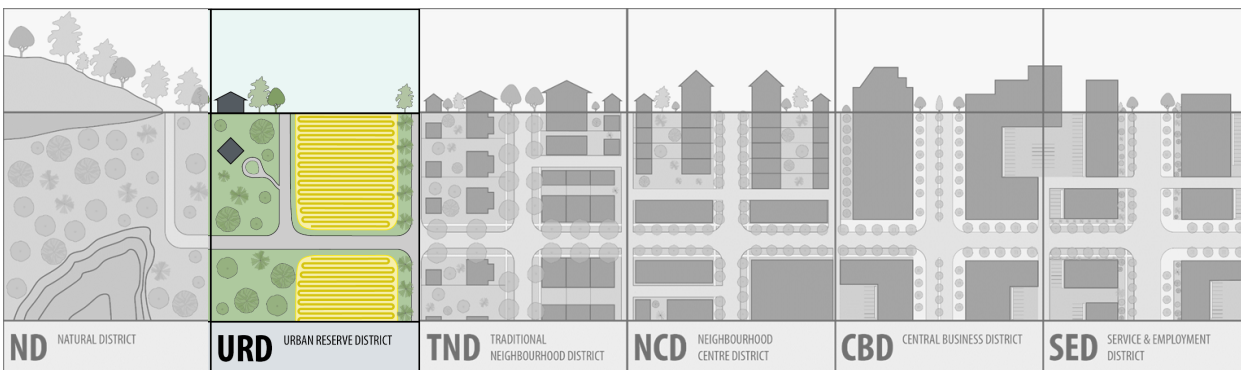 ND NATURAL DISTRICT
URD URBAN RESERVE DISTRICT
TND TRADITIONAL
NEIGHBOURHOOD DISTRICT
NCD NEIGHBOURHOOD
CENTRE DISTRICT
CBD CENTRAL BUSINESS DISTRICT
SED SERVICE & EMPLOYMENT
DISTRICT